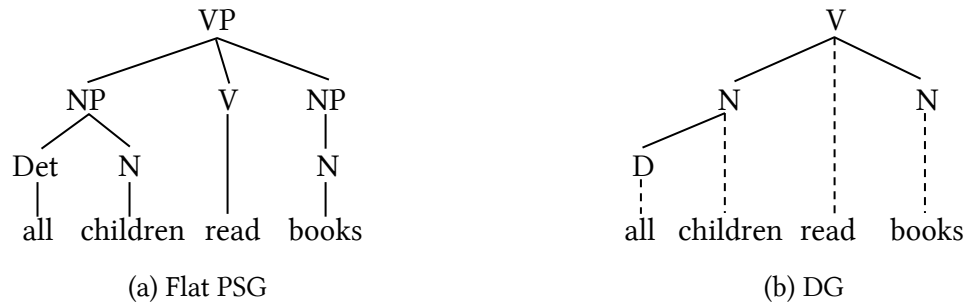 VP V
NP V NP N N
Det N N D
all children read books all children read books
(a) Flat PSG (b) DG